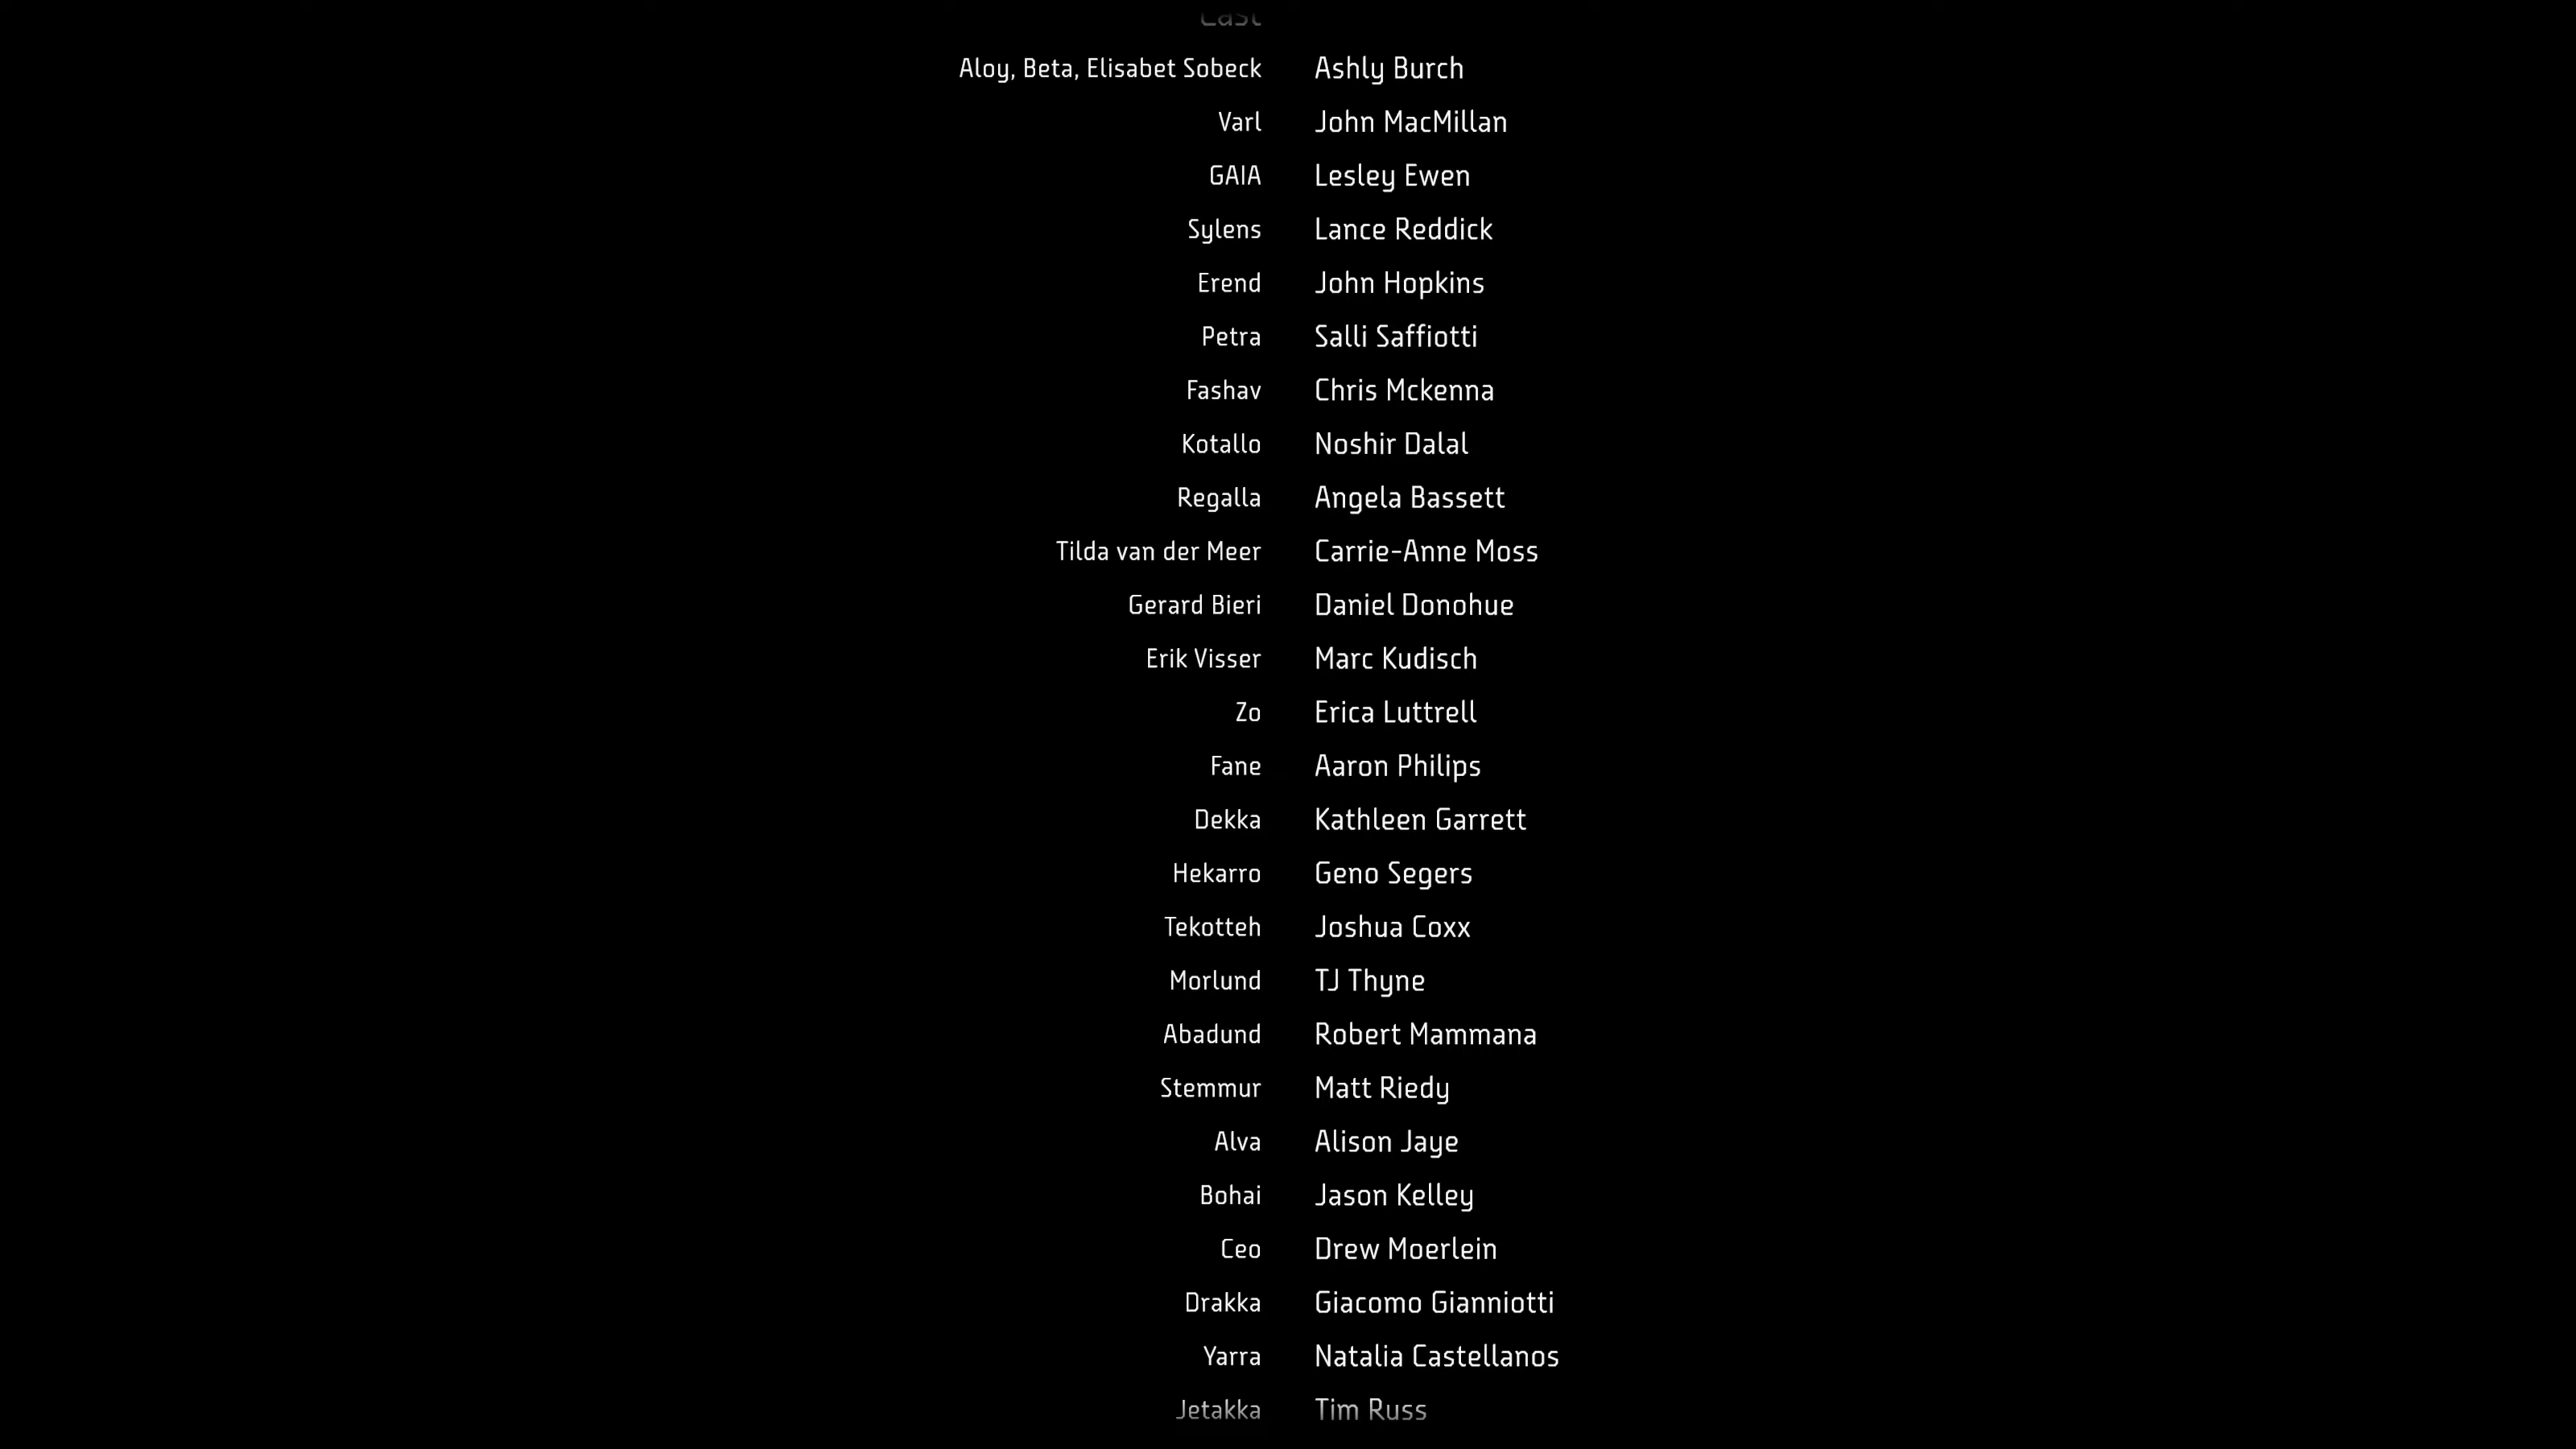 Cast
Aloy, Beta, Elisabet Sobeck Ashly Burch
Varl John MacMillan
GAIA Lesley Ewen
Sylens Lance Reddick
Erend John Hopkins
Petra Salli Saffiotti
Fashav Chris Mckenna
Kotallo Noshir Dalal
Regalla Angela Bassett
Tilda van der Meer Carrie-Anne Moss
Gerard Bieri Daniel Donohue
Erik Visser Marc Kudisch
Zo Erica Luttrell
Fane Aaron Philips
Dekka Kathleen Garrett
Hekarro Geno Segers
Tekotteh Joshua Coxx
Morlund TJ Thyne
Abadund Robert Mammana
Stemmur Matt Riedy
Alva Alison Jaye
Bohai Jason Kelley
Ceo Drew Moerlein
Drakka Giacomo Gianniotti
Yarra Natalia Castellanos
Jetakka Tim Russ